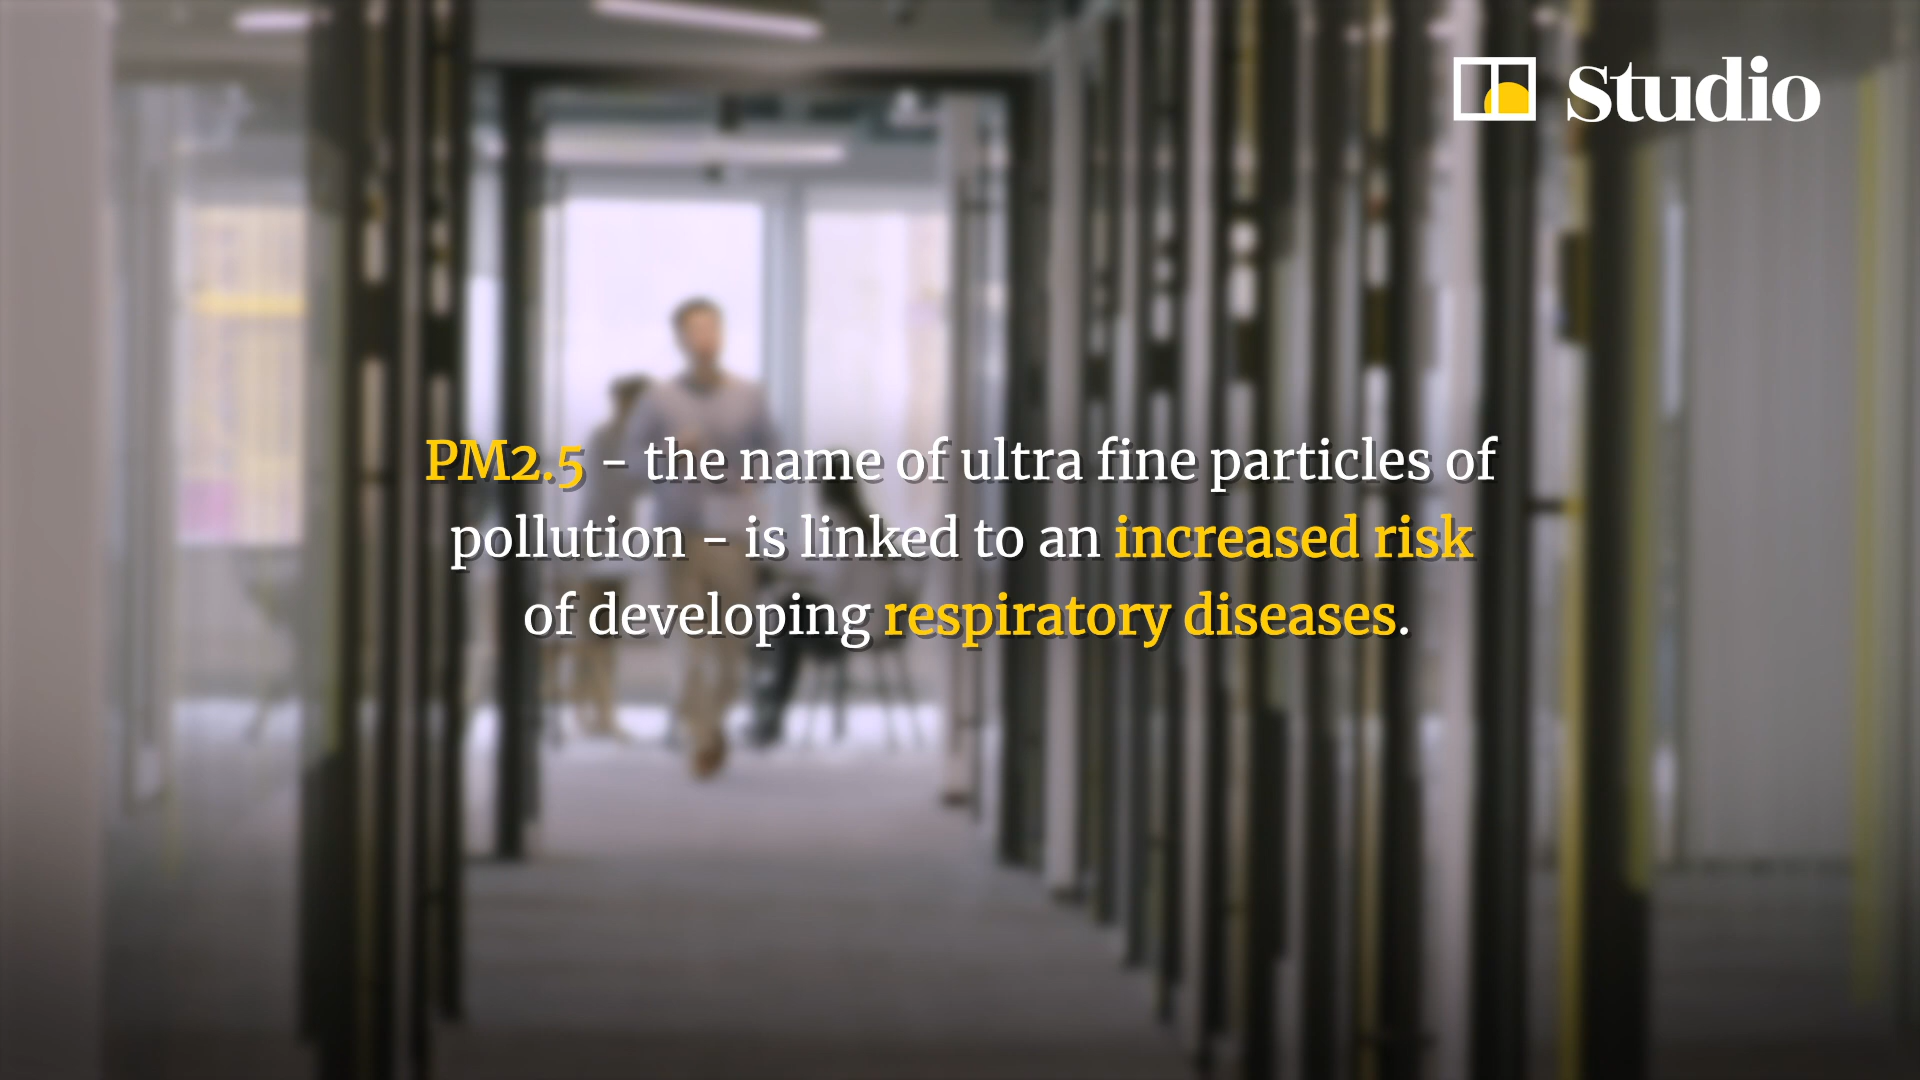 Studio
PM2.5 - the name of ultra fine particles of
pollution - is linked to an increased risk
of developing respiratory diseases.